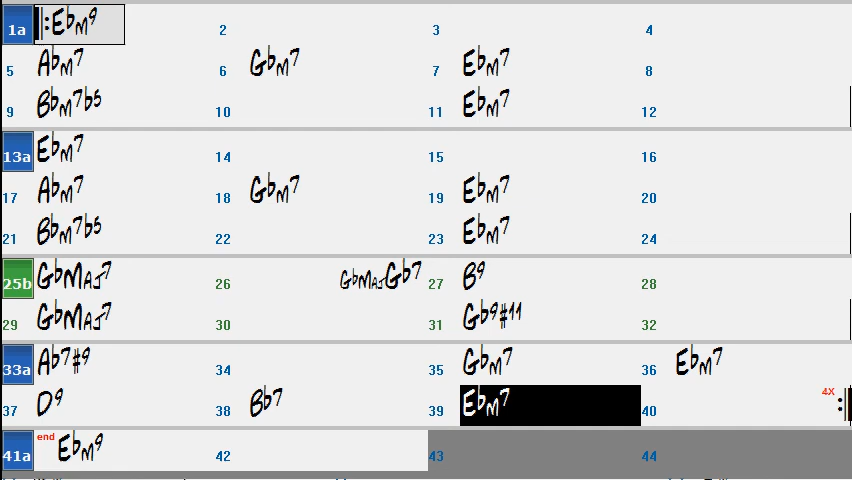 1a ‖:Ebm9 2 3 4
5 Abm7 6 Gbm7 7 Ebm7 8
9 Bbm7b5 10 11 Ebm7 12
13a Ebm7 14 15 16
17 Abm7 18 Gbm7 19 Ebm7 20
21 Bbm7b5 22 23 Ebm7 24
25b GbMAJ7 26 GbMAJ Gb7 27 B9 28
29 GbMAJ7 30 31 Gb9#11 32
33a Ab7#9 34 35 Gbm7 36 Ebm7
37 D9 38 Bb7 39 Ebm7 40 4X :‖
41a end Ebm9 42 43 44